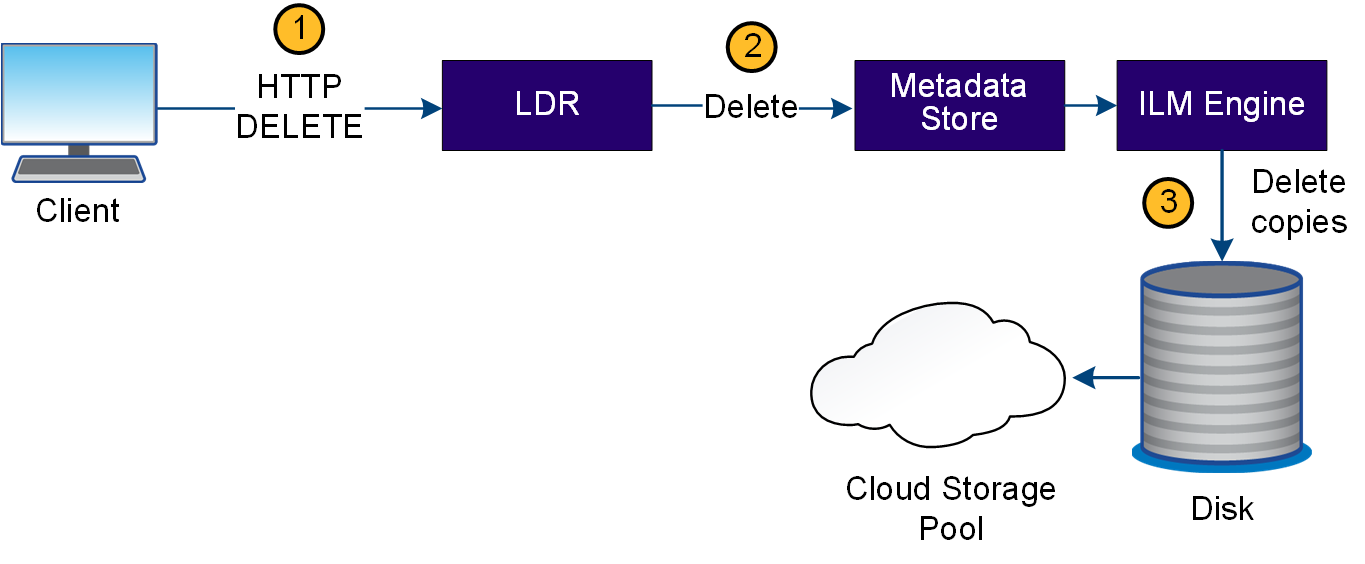 1
HTTP
DELETE
LDR
2
Delete
Metadata
Store
ILM Engine
Client
3
Delete
copies
Cloud Storage
Pool
Disk